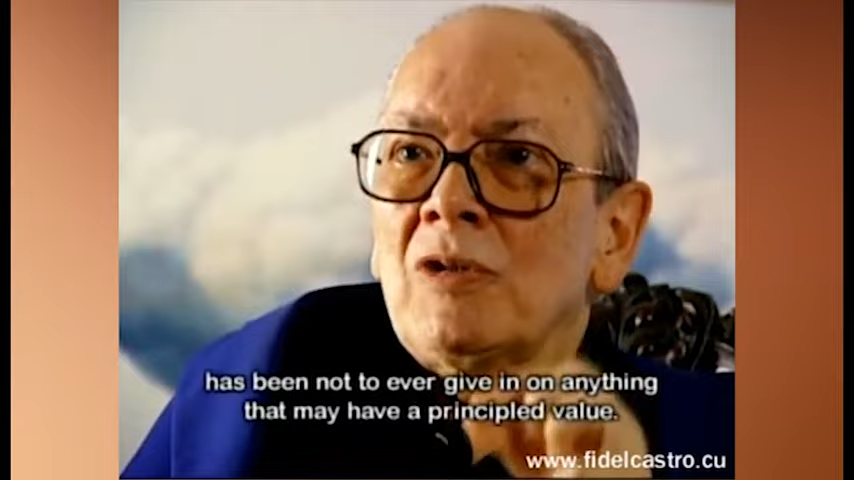 has been not to ever give in on anything
that may have a principled value.
www.fidelcastro.cu